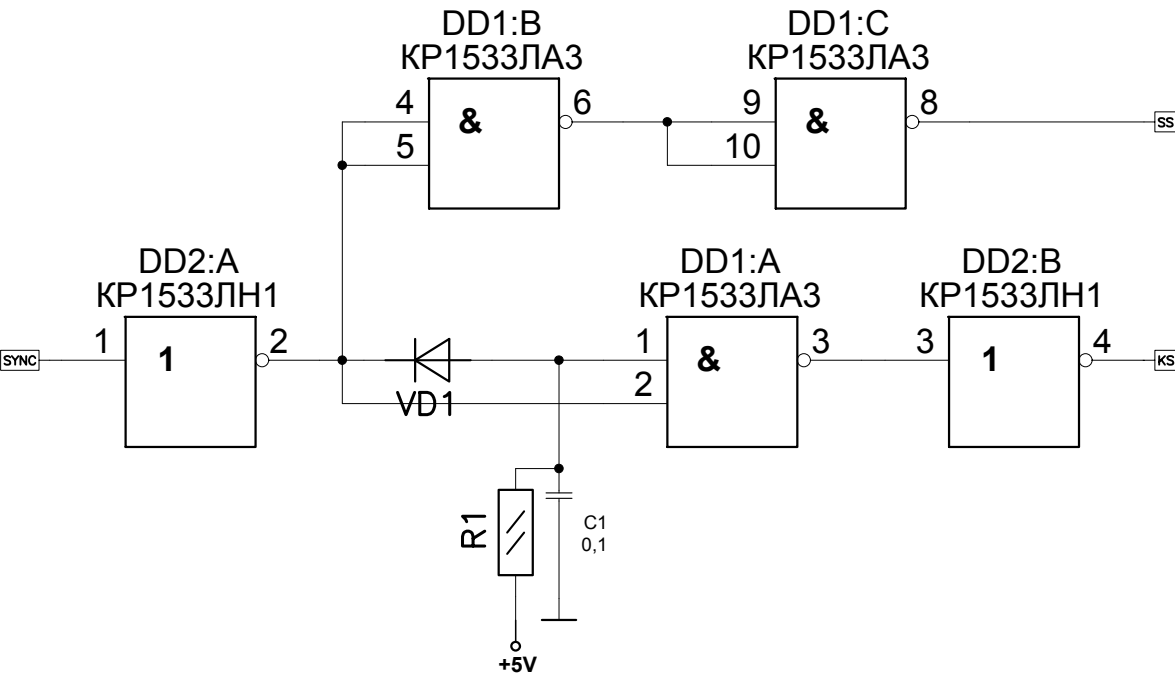 DD1:B
КР1533ЛА3
4
5
&
6
DD1:C
КР1533ЛА3
9
10
&
8
SS
DD2:A
КР1533ЛН1
SYNC
1
1
2
VD1
DD1:A
КР1533ЛА3
1
2
&
3
DD2:B
КР1533ЛН1
3
1
4
KS
R1
C1
0,1
+5V